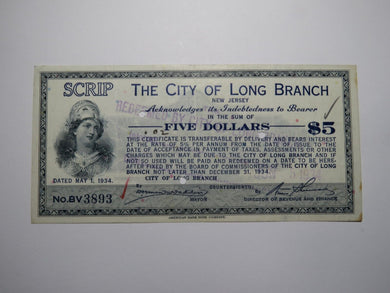 SCRIP
THE CITY OF LONG BRANCH
NEW JERSEY
Acknowledges its Indebtedness to Bearer
IN THE SUM OF
FIVE DOLLARS $5
THIS CERTIFICATE IS TRANSFERABLE BY DELIVERY AND BEARS INTEREST
AT THE RATE OF 5% PER ANNUM FROM THE DATE OF ISSUE TO THE
DATE OF ACCEPTANCE IN PAYMENT OF TAXES, ASSESSMENTS OR OTHER
CHARGES WHICH MAY BE DUE TO THE CITY OF LONG BRANCH AND IF
NOT SO USED WILL BE PAID AND REDEEMED ON A DATE TO BE HERE-
AFTER FIXED BY THE BOARD OF COMMISSIONERS OF THE CITY OF LONG
BRANCH NOT LATER THAN DECEMBER 31, 1934.
DATED MAY 1, 1934.
CITY OF LONG BRANCH
By
COUNTERSIGNED:
By
MAYOR
DIRECTOR OF REVENUE AND FINANCE
No.BV3893
AMERICAN BANK NOTE COMPANY.